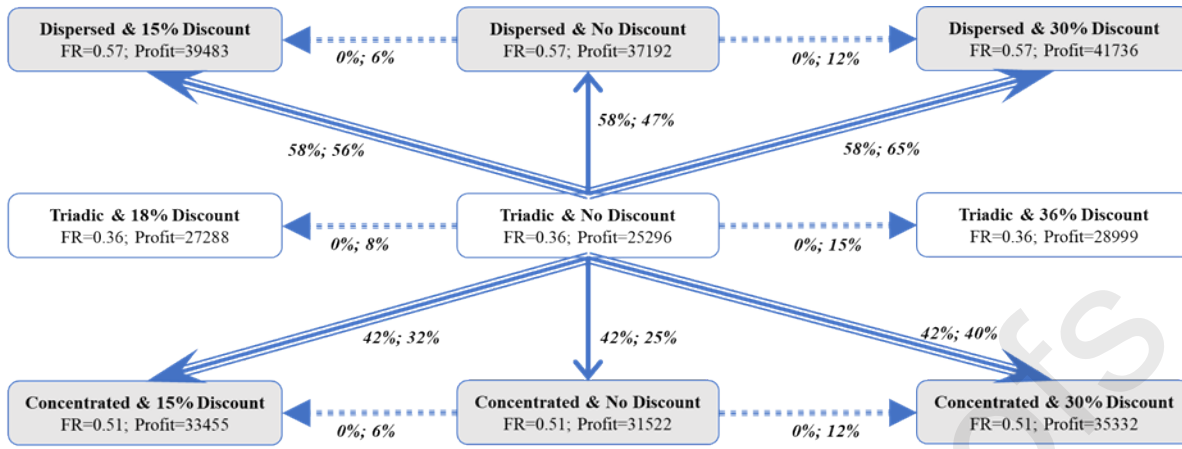 Dispersed & 15% Discount
FR=0.57; Profit=39483
Dispersed & No Discount
FR=0.57; Profit=37192
Dispersed & 30% Discount
FR=0.57; Profit=41736
0%; 6%
0%; 12%
58%; 56%
58%; 47%
58%; 65%
Triadic & 18% Discount
FR=0.36; Profit=27288
Triadic & No Discount
FR=0.36; Profit=25296
Triadic & 36% Discount
FR=0.36; Profit=28999
0%; 8%
0%; 15%
42%; 32%
42%; 25%
42%; 40%
Concentrated & 15% Discount
FR=0.51; Profit=33455
Concentrated & No Discount
FR=0.51; Profit=31522
Concentrated & 30% Discount
FR=0.51; Profit=35332
0%; 6%
0%; 12%
ofs